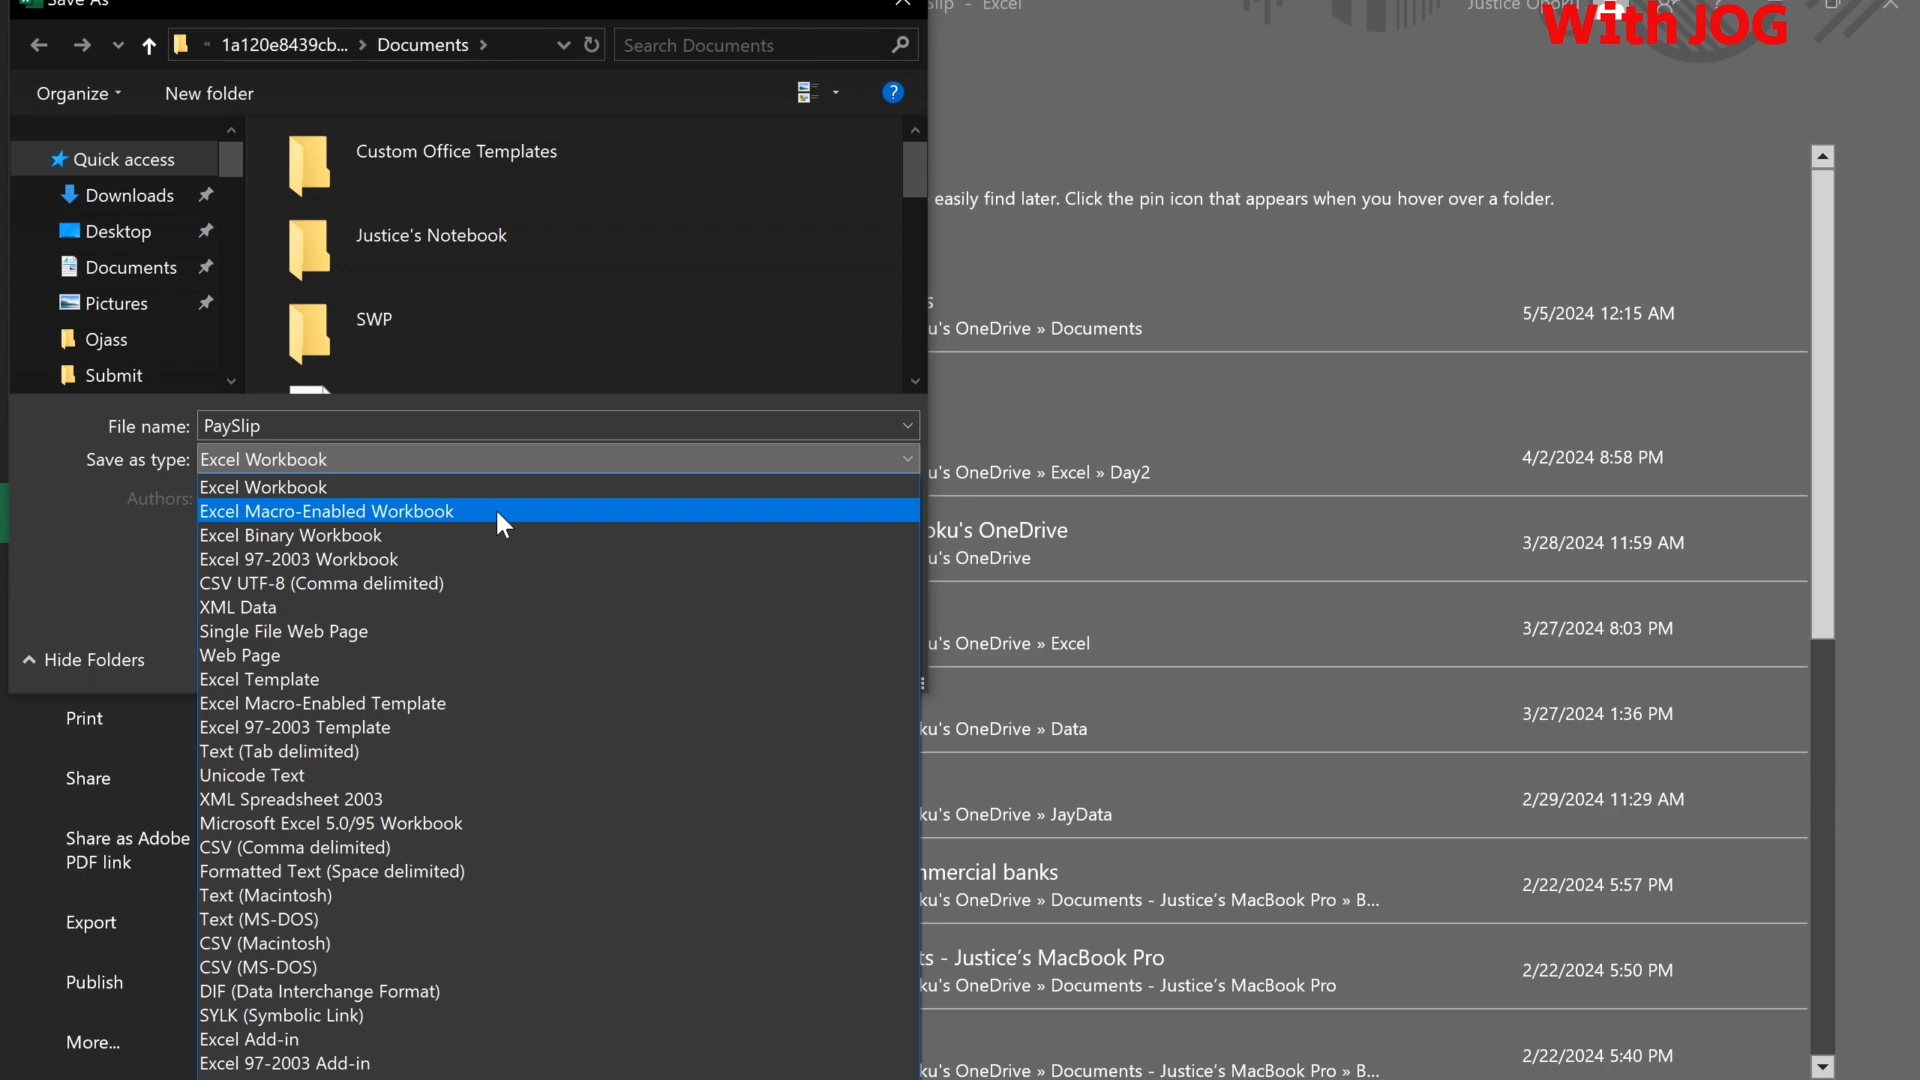 Save As
1a120e8439cb... > Documents >
Search Documents
Organize
New folder
?
Quick access
Downloads
Desktop
Documents
Pictures
Ojass
Submit
Custom Office Templates
Justice's Notebook
SWP
File name: PaySlip
Save as type: Excel Workbook
Authors:
Excel Workbook
Excel Macro-Enabled Workbook
Excel Binary Workbook
Excel 97-2003 Workbook
CSV UTF-8 (Comma delimited)
XML Data
Single File Web Page
Web Page
Excel Template
Excel Macro-Enabled Template
Excel 97-2003 Template
Text (Tab delimited)
Unicode Text
XML Spreadsheet 2003
Microsoft Excel 5.0/95 Workbook
CSV (Comma delimited)
Formatted Text (Space delimited)
Text (Macintosh)
Text (MS-DOS)
CSV (Macintosh)
CSV (MS-DOS)
DIF (Data Interchange Format)
SYLK (Symbolic Link)
Excel Add-in
Excel 97-2003 Add-in
Hide Folders
Print
Share
Share as Adobe
PDF link
Export
Publish
More...
lip - Excel
Justice
With JOG
easily find later. Click the pin icon that appears when you hover over a folder.
s
u's OneDrive » Documents
5/5/2024 12:15 AM
u's OneDrive » Excel » Day2
4/2/2024 8:58 PM
oku's OneDrive
u's OneDrive
3/28/2024 11:59 AM
u's OneDrive » Excel
3/27/2024 8:03 PM
ku's OneDrive » Data
3/27/2024 1:36 PM
ku's OneDrive » JayData
2/29/2024 11:29 AM
mmercial banks
ku's OneDrive » Documents - Justice’s MacBook Pro » B...
2/22/2024 5:57 PM
ts - Justice’s MacBook Pro
ku's OneDrive » Documents - Justice’s MacBook Pro
2/22/2024 5:50 PM
ku's OneDrive » Documents - Justice’s MacBook Pro » B...
2/22/2024 5:40 PM